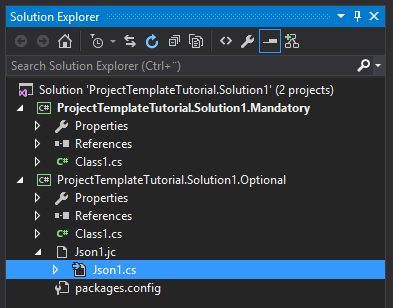 Solution Explorer
Search Solution Explorer (Ctrl+¨)
Solution 'ProjectTemplateTutorial.Solution1' (2 projects)
C# ProjectTemplateTutorial.Solution1.Mandatory
Properties
References
C# Class1.cs
C# ProjectTemplateTutorial.Solution1.Optional
Properties
References
C# Class1.cs
Json1.jc
Json1.cs
packages.config